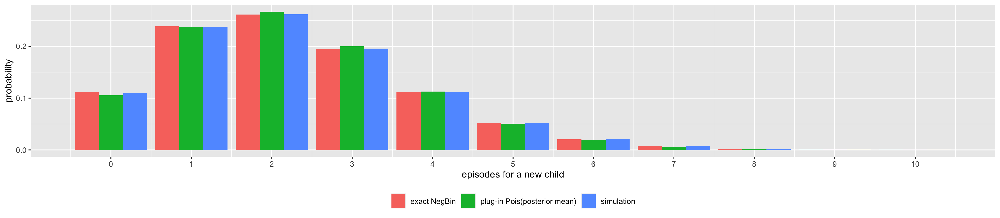 probability
0.2
0.1
0.0
0 1 2 3 4 5 6 7 8 9 10
episodes for a new child
exact NegBin plug-in Pois(posterior mean) simulation